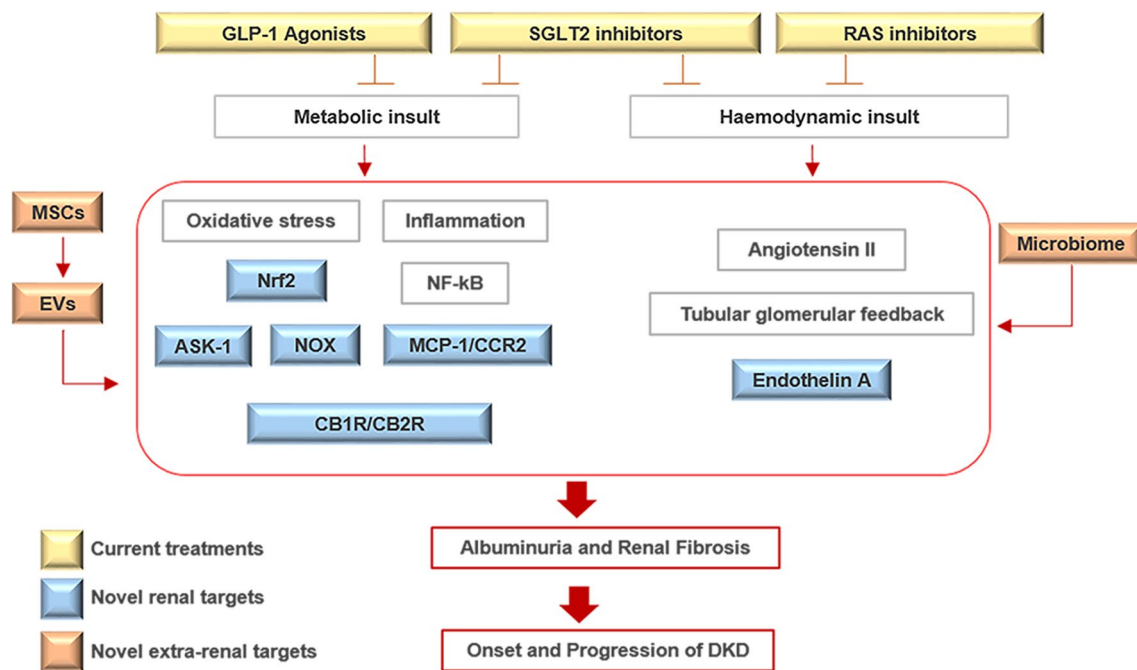 GLP-1 Agonists
SGLT2 inhibitors
RAS inhibitors
Metabolic insult
Haemodynamic insult
MSCs
EVs
Oxidative stress
Inflammation
Nrf2
NF-kB
ASK-1
NOX
MCP-1/CCR2
CB1R/CB2R
Angiotensin II
Tubular glomerular feedback
Endothelin A
Microbiome
Albuminuria and Renal Fibrosis
Onset and Progression of DKD
Current treatments
Novel renal targets
Novel extra-renal targets